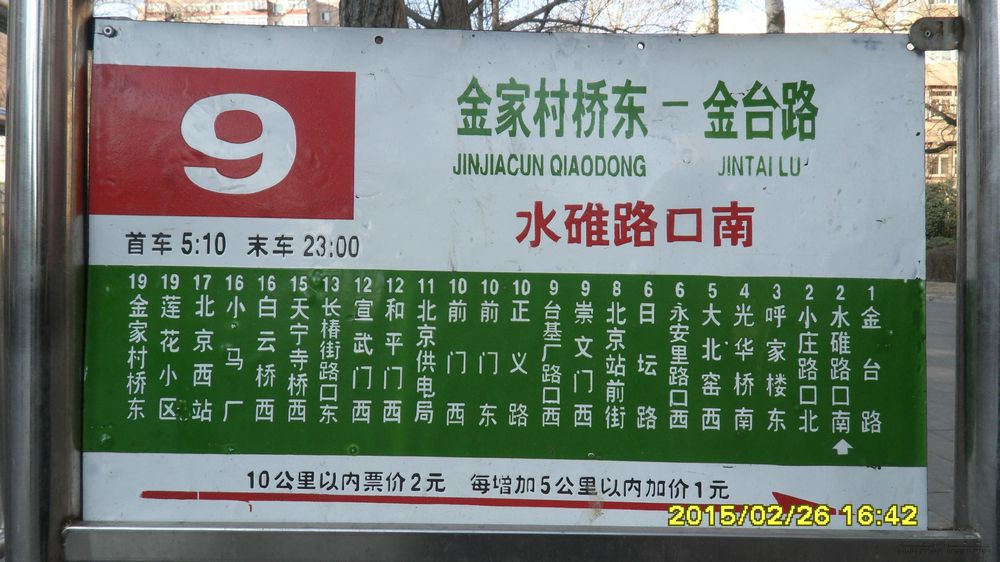 9
金家村桥东－金台路
JINJIACUN QIAODONG JINTAI LU
水碓路口南
首车 5:10 末车 23:00
19 金家村桥东
19 莲花小区
17 北京西站
16 小马厂
16 白云桥西
15 天宁寺桥西
13 长椿街路口东
12 宣武门西
12 和平门西
11 北京供电局
10 前门西
10 前门东
10 正义路
9 台基厂路口西
9 崇文门西
8 北京站前街
6 日坛路
6 永安里路口西
5 大北窑西
4 光华桥南
3 呼家楼东
2 小庄路口北
2 水碓路口南
1 金台路
10公里以内票价2元 每增加5公里以内加价1元
2015/02/26 16:42